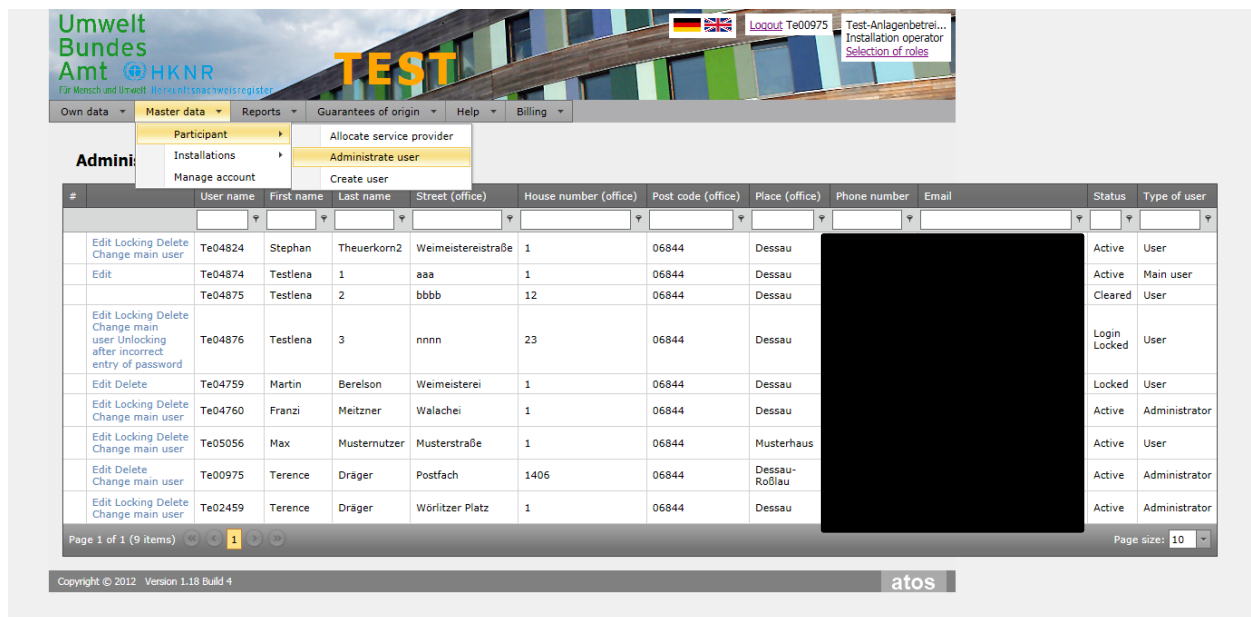 Umwelt
Bundes
Amt HKNR
Für Mensch und Umwelt Herkunftsnachweisregister
TEST
Logout Te00975
Test-Anlagenbetrei...
Installation operator
Selection of roles
Own data Master data Reports Guarantees of origin Help Billing
Participant
Installations
Manage account
Allocate service provider
Administrate user
Create user
Adminis
# User name First name Last name Street (office) House number (office) Post code (office) Place (office) Phone number Email Status Type of user
Edit Locking Delete
Change main user
Te04824 Stephan Theuerkorn2 Weimeistereistraße 1 06844 Dessau Active User
Edit Te04874 Testlena 1 aaa 1 06844 Dessau Active Main user
Te04875 Testlena 2 bbbb 12 06844 Dessau Cleared User
Edit Locking Delete
Change main
user Unlocking
after incorrect
entry of password
Te04876 Testlena 3 nnnn 23 06844 Dessau Login
Locked User
Edit Delete Te04759 Martin Berelson Weimeisterei 1 06844 Dessau Locked User
Edit Locking Delete
Change main user
Te04760 Franzi Meitzner Walachei 1 06844 Dessau Active Administrator
Edit Locking Delete
Change main user
Te05056 Max Musternutzer Musterstraße 1 06844 Musterhaus Active User
Edit Delete
Change main user
Te00975 Terence Dräger Postfach 1406 06844 Dessau-
Roßlau Active Administrator
Edit Locking Delete
Change main user
Te02459 Terence Dräger Wörlitzer Platz 1 06844 Dessau Active Administrator
Page 1 of 1 (9 items) 1 Page size: 10
Copyright © 2012 Version 1.18 Build 4
atos